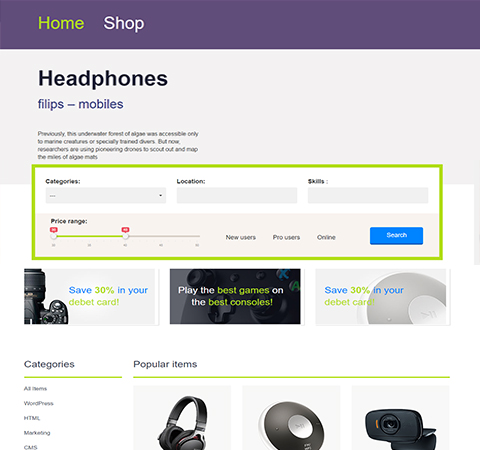 Home Shop
Headphones
filips – mobiles
Previously, this underwater forest of algae was accessible only
to marine creatures or specially trained divers. But now,
researchers are using pioneering drones to scout out and map
the miles of algae mats
Categories: Location: Skills :
---
Price range:
New users Pro users Online Search
Save 30% in your
debet card!
Play the best games on
the best consoles!
Save 30% in your
debet card!
Categories Popular items
All Items
WordPress
HTML
Marketing
CMS